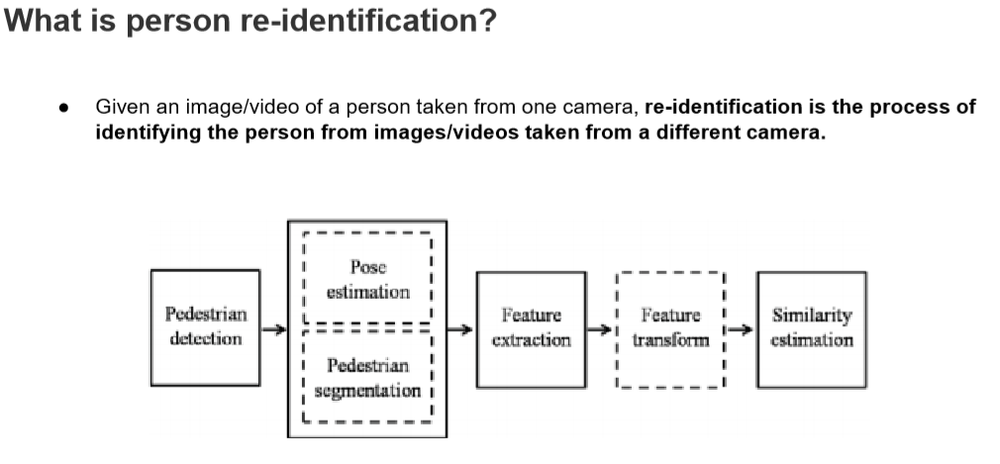 What is person re-identification?
● Given an image/video of a person taken from one camera, re-identification is the process of
identifying the person from images/videos taken from a different camera.
Pedestrian
detection
Pose
estimation
Pedestrian
segmentation
Feature
extraction
Feature
transform
Similarity
estimation